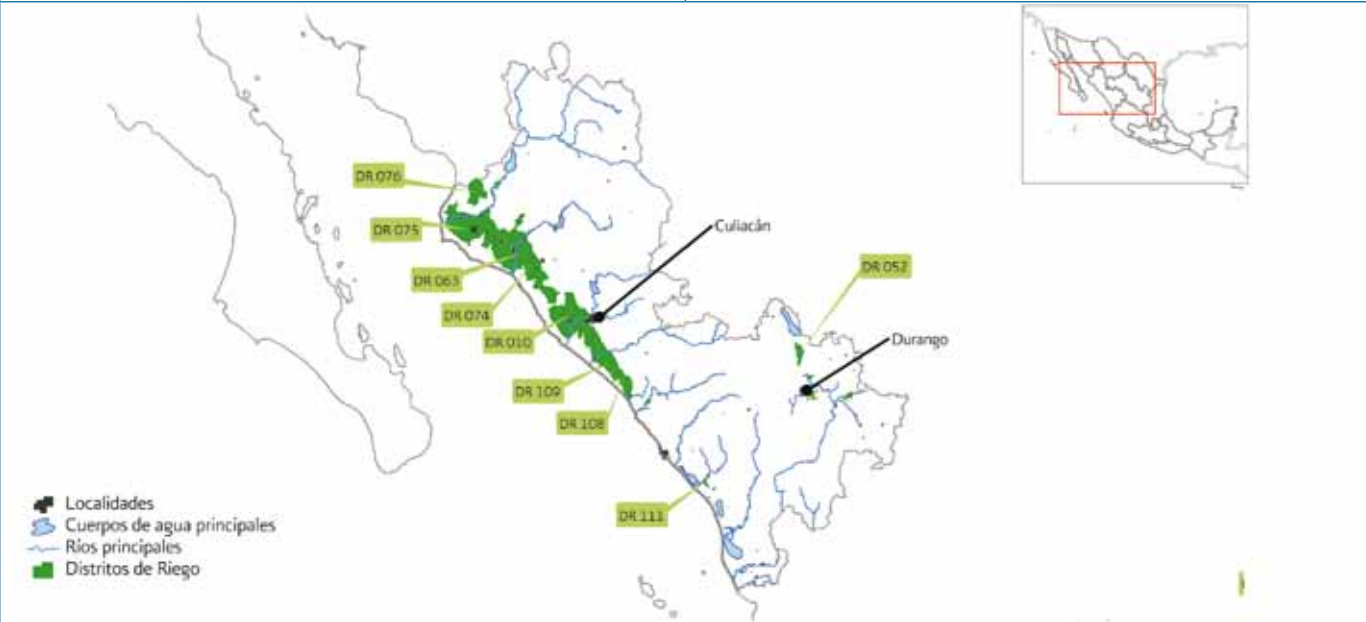 DR 076
DR 075
Culiacán
DR 063
DR 052
DR 074
DR 010
Durango
DR 109
DR 108
DR 111
Localidades
Cuerpos de agua principales
Ríos principales
Distritos de Riego